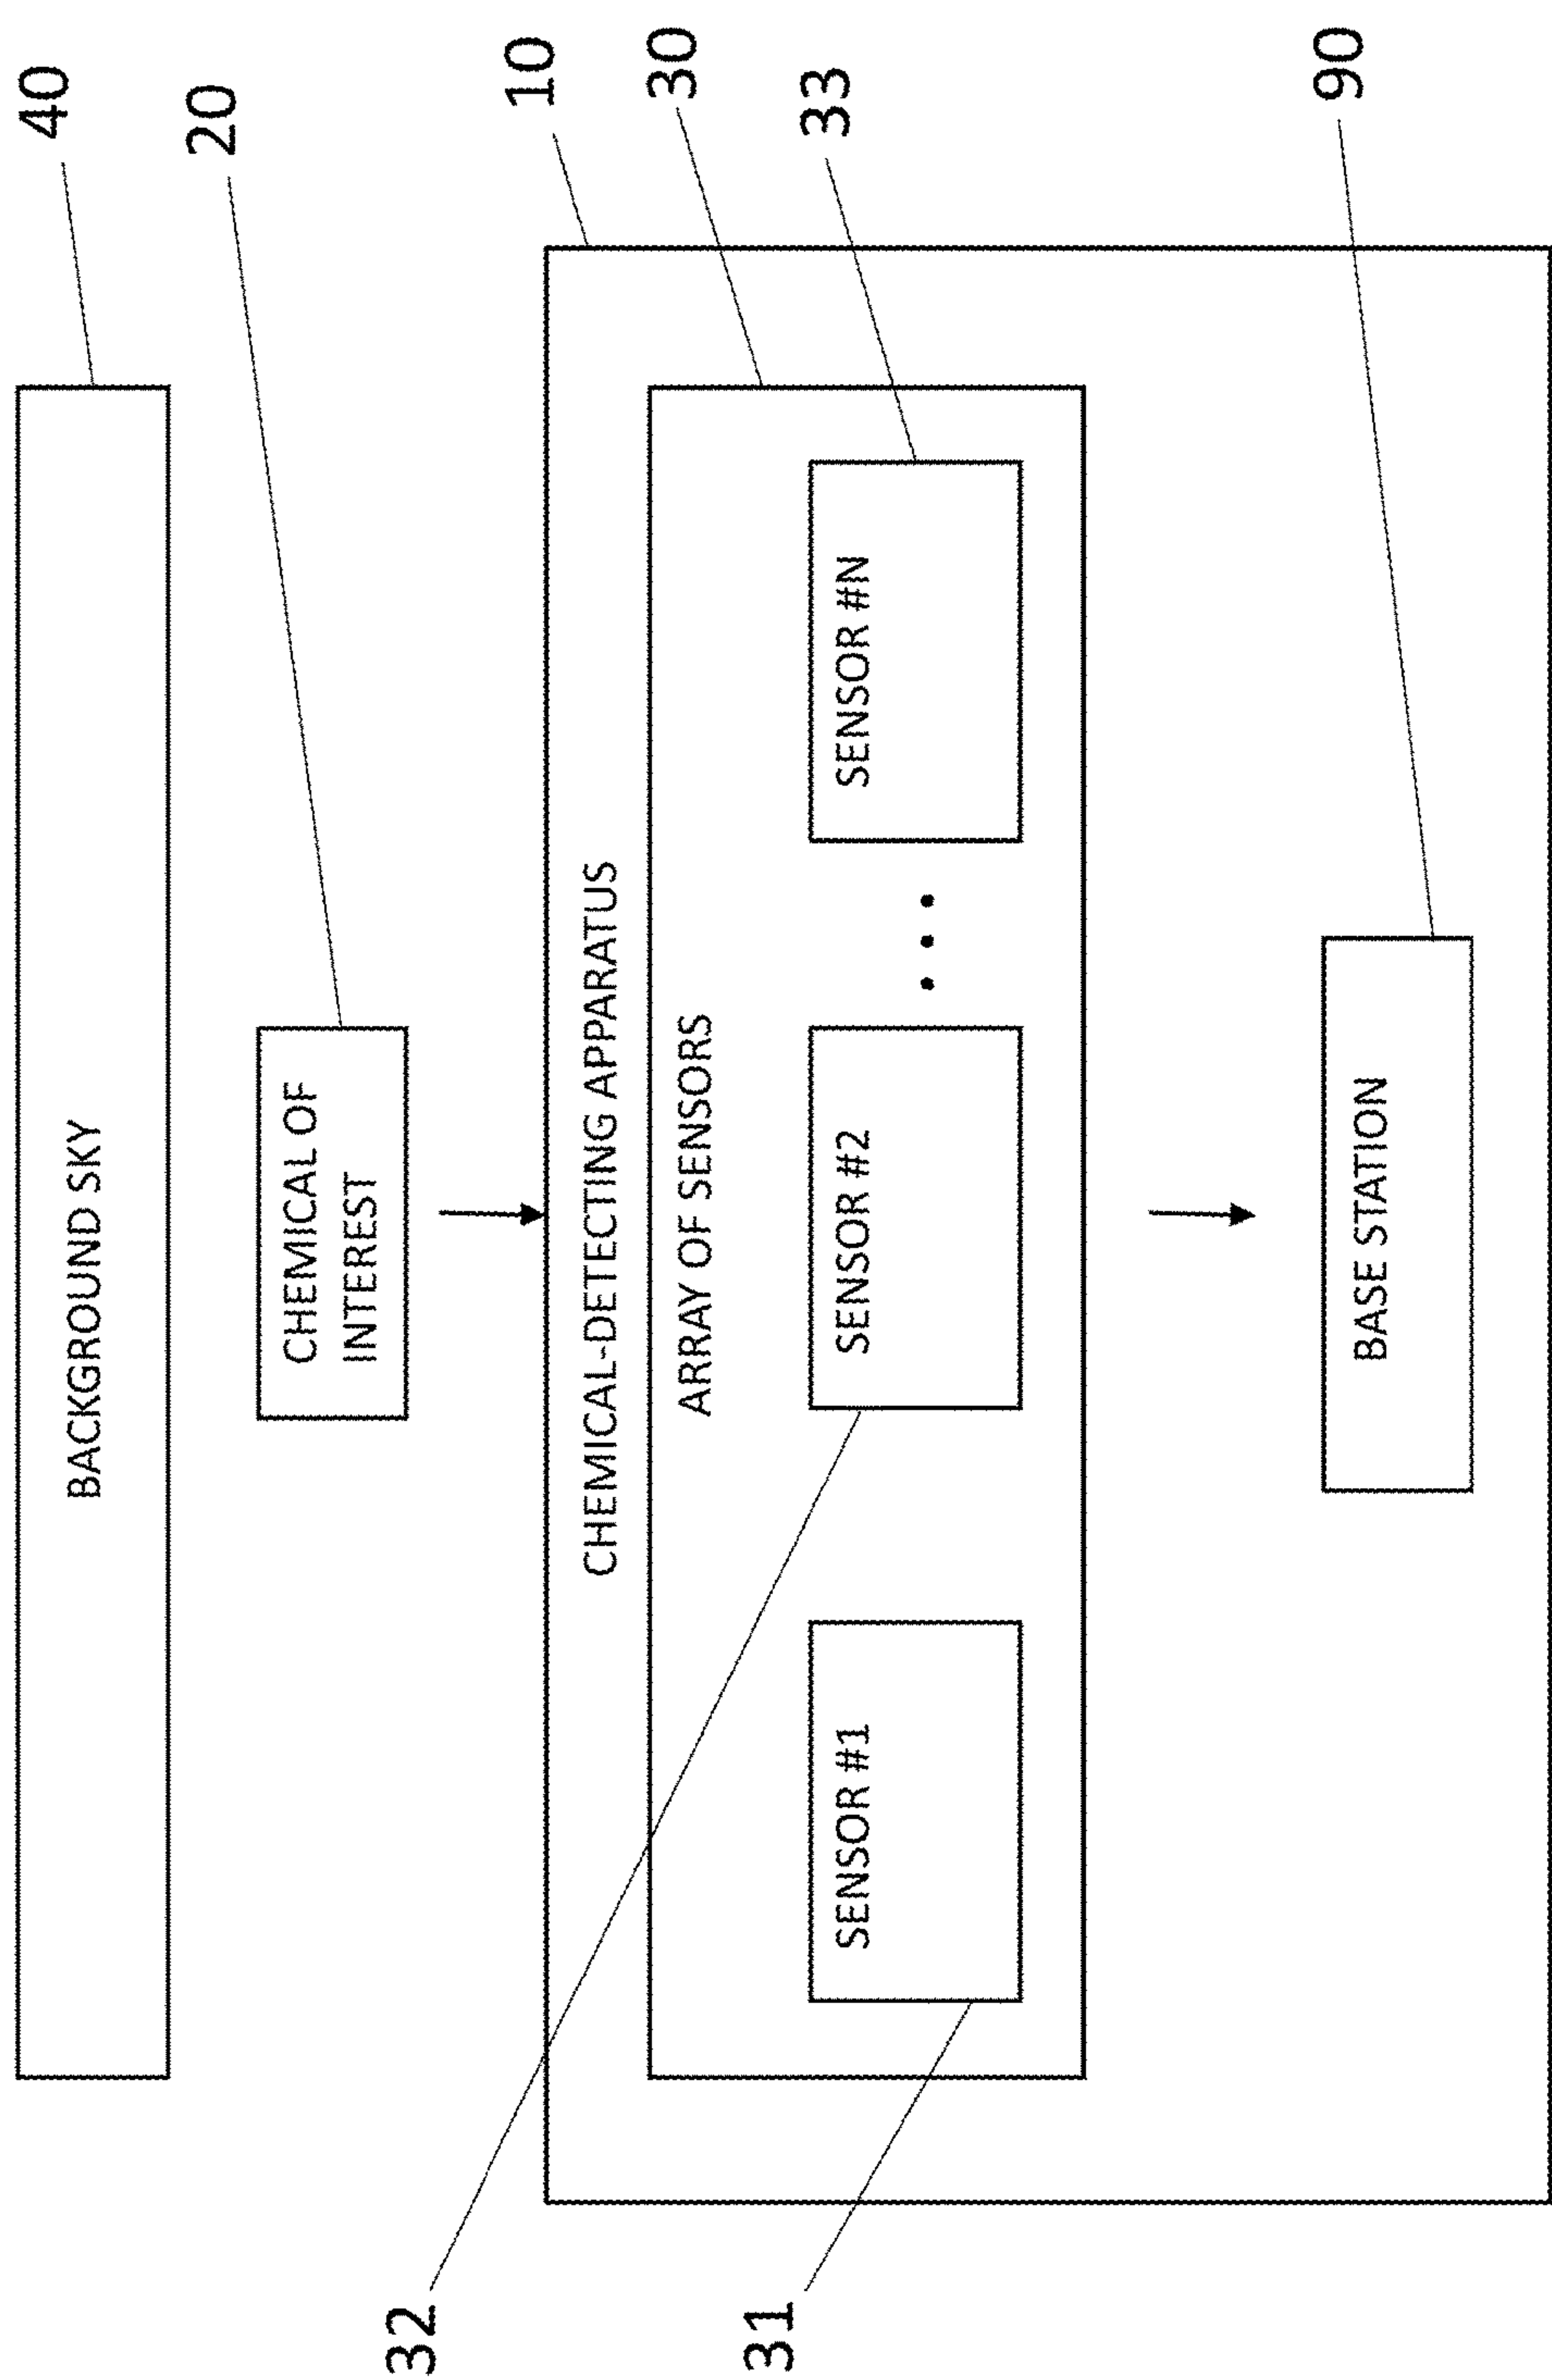 40
BACKGROUND SKY
20
CHEMICAL OF
INTEREST
10
CHEMICAL-DETECTING APPARATUS
30
ARRAY OF SENSORS
33
SENSOR #1
SENSOR #2
SENSOR #N
32
31
90
BASE STATION